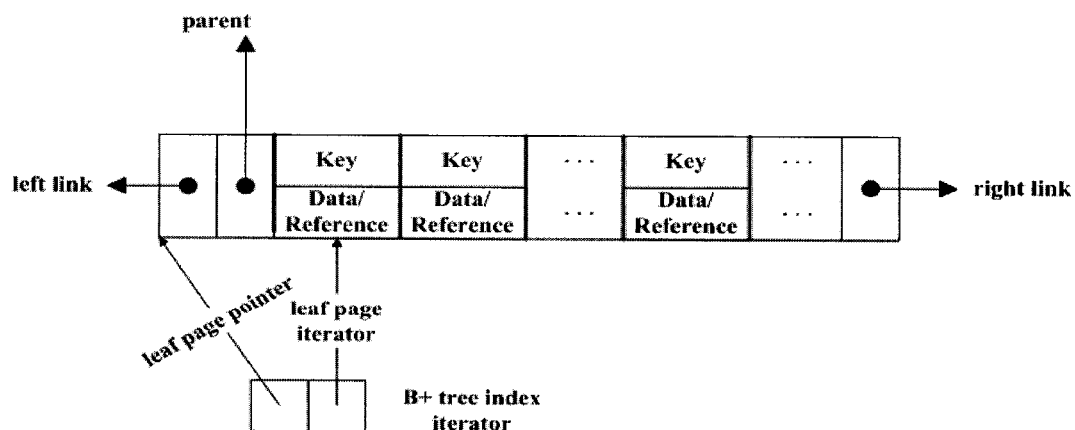 parent
left link
Key
Key
. . .
Key
. . .
Data/
Reference
Data/
Reference
. . .
Data/
Reference
. . .
right link
leaf page pointer
leaf page
iterator
B+ tree index
iterator